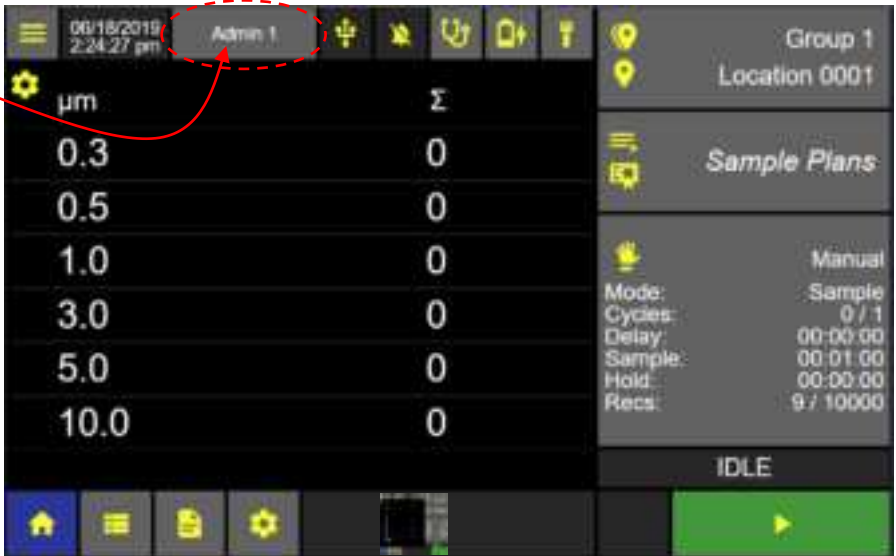 06/18/2019
2:24:27 pm
Admin 1
Group 1
Location 0001
µm Σ
0.3 0
0.5 0
1.0 0
3.0 0
5.0 0
10.0 0
Sample Plans
Manual
Mode: Sample
Cycles: 0 / 1
Delay: 00:00:00
Sample: 00:01:00
Hold: 00:00:00
Recs: 9 / 10000
IDLE